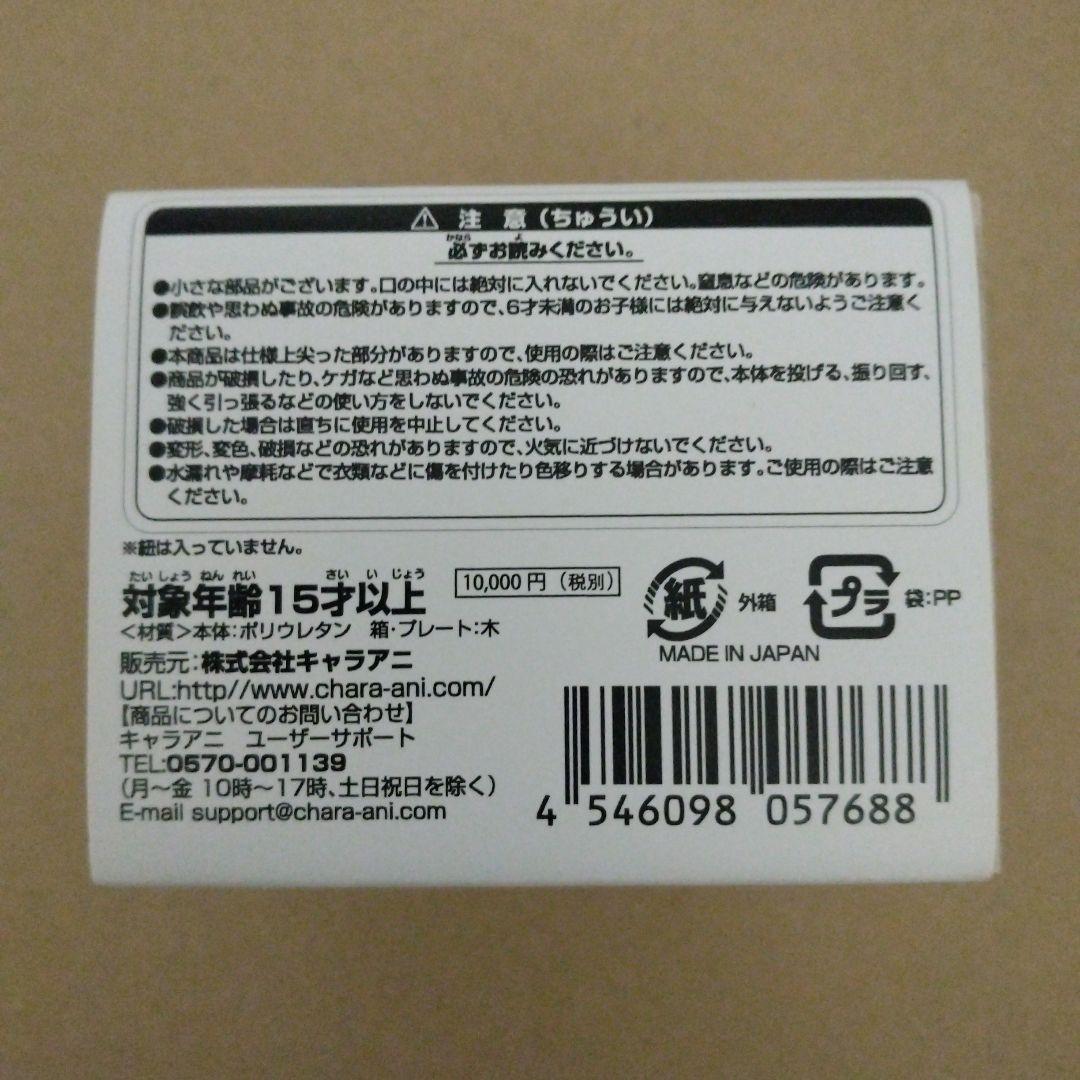 ⚠ 注意(ちゅうい)
必ずお読みください。
●小さな部品がございます。口の中には絶対に入れないでください。窒息などの危険があります。
●誤飲や思わぬ事故の危険がありますので、6才未満のお子様には絶対に与えないようご注意く
ださい。
●本商品は仕様上尖った部分がありますので、使用の際はご注意ください。
●商品が破損したり、ケガなど思わぬ事故の危険の恐れがありますので、本体を投げる、振り回す、
強く引っ張るなどの使い方をしないでください。
●破損した場合は直ちに使用を中止してください。
●変形、変色、破損などの恐れがありますので、火気に近づけないでください。
●水濡れや摩耗などで衣類などに傷を付けたり色移りする場合があります。ご使用の際はご注意
ください。
※紐は入っていません。
たいしょうねんれい さい いじょう
対象年齢15才以上
10,000円(税別)
<材質>本体:ポリウレタン 箱・プレート:木
販売元:株式会社キャラアニ
URL:http//www.chara-ani.com/
【商品についてのお問い合わせ】
キャラアニ ユーザーサポート
TEL:0570-001139
(月〜金 10時〜17時、土日祝日を除く)
E-mail support@chara-ani.com
紙 外箱
プラ 袋:PP
MADE IN JAPAN
4 546098 057688